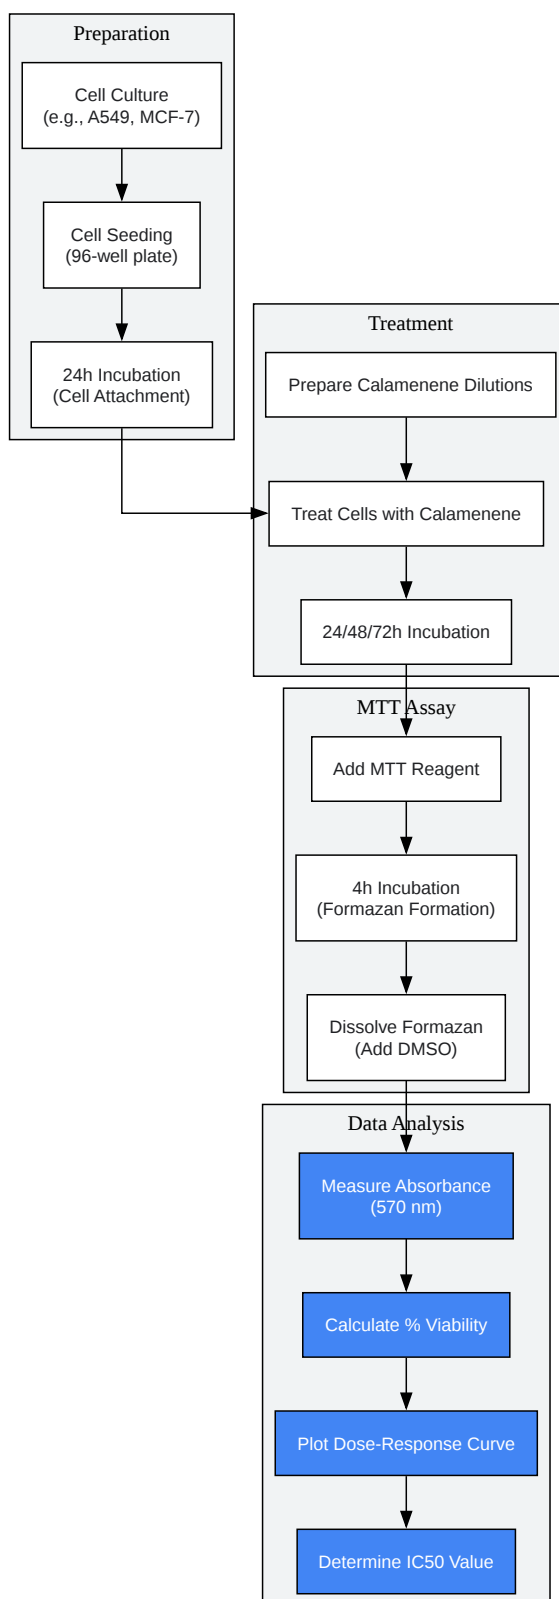 Preparation
Cell Culture
(e.g., A549, MCF-7)
Cell Seeding
(96-well plate)
24h Incubation
(Cell Attachment)
Treatment
Prepare Calamenene Dilutions
Treat Cells with Calamenene
24/48/72h Incubation
MTT Assay
Add MTT Reagent
4h Incubation
(Formazan Formation)
Dissolve Formazan
(Add DMSO)
Data Analysis
Measure Absorbance
(570 nm)
Calculate % Viability
Plot Dose-Response Curve
Determine IC50 Value